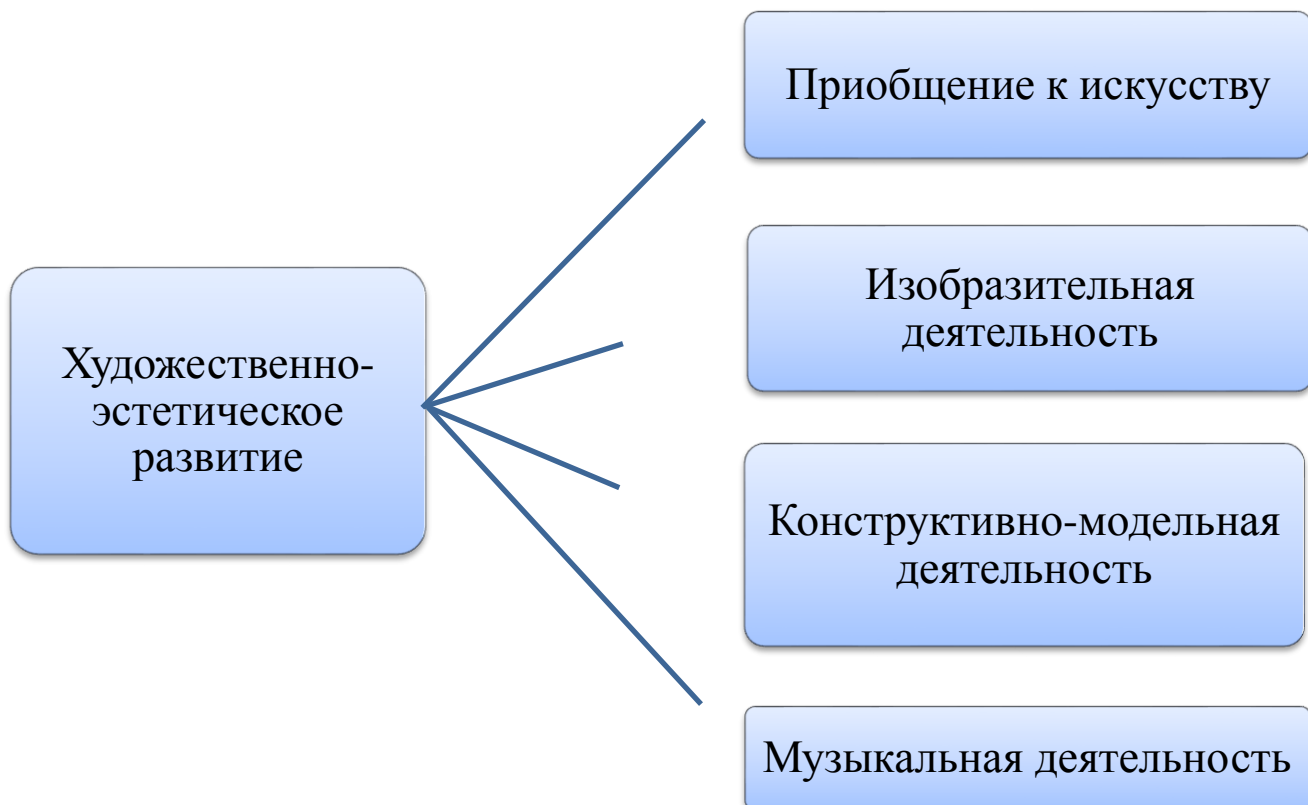 Художественно-
эстетическое
развитие
Приобщение к искусству
Изобразительная
деятельность
Конструктивно-модельная
деятельность
Музыкальная деятельность